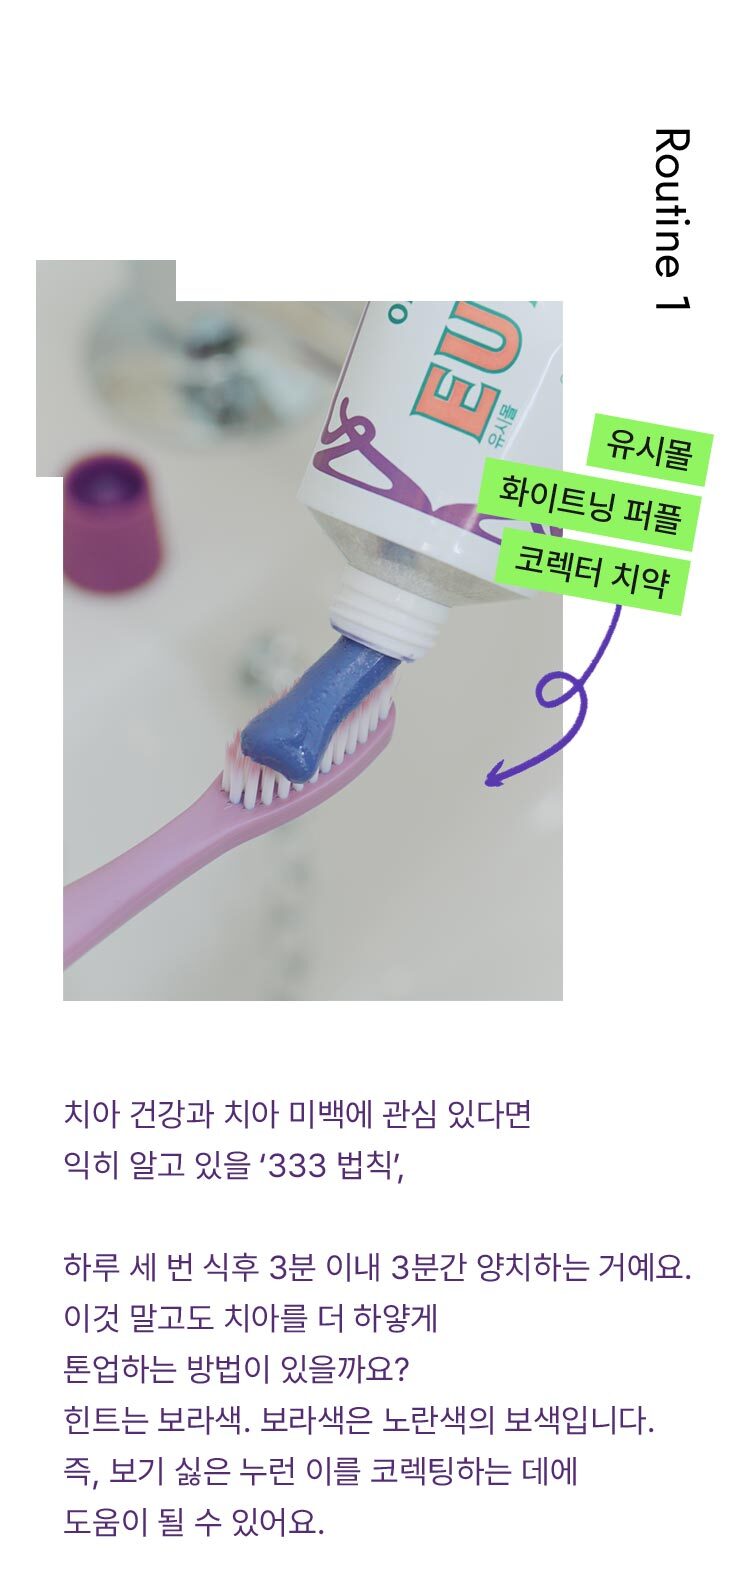 Routine 1
EU
유시몰
유시몰
화이트닝 퍼플
코렉터 치약
치아 건강과 치아 미백에 관심 있다면
익히 알고 있을 ‘333 법칙’,
하루 세 번 식후 3분 이내 3분간 양치하는 거예요.
이것 말고도 치아를 더 하얗게
톤업하는 방법이 있을까요?
힌트는 보라색. 보라색은 노란색의 보색입니다.
즉, 보기 싫은 누런 이를 코렉팅하는 데에
도움이 될 수 있어요.